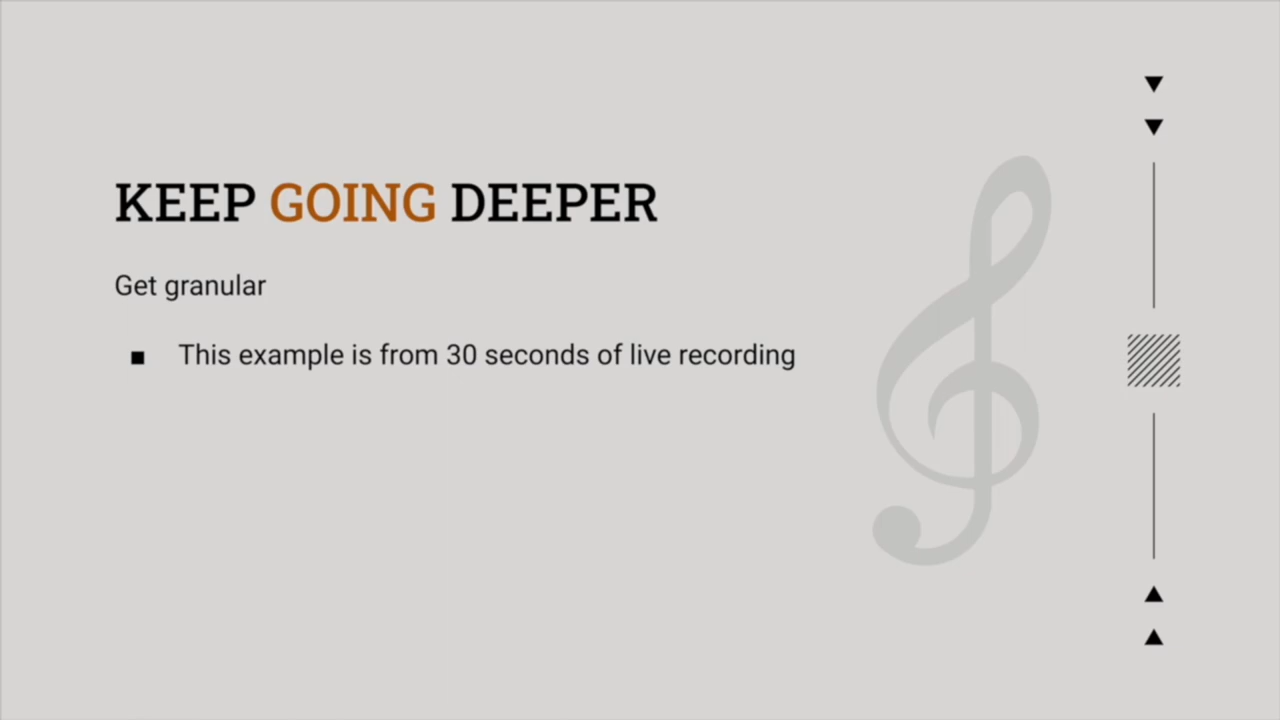 KEEP GOING DEEPER
Get granular
■ This example is from 30 seconds of live recording